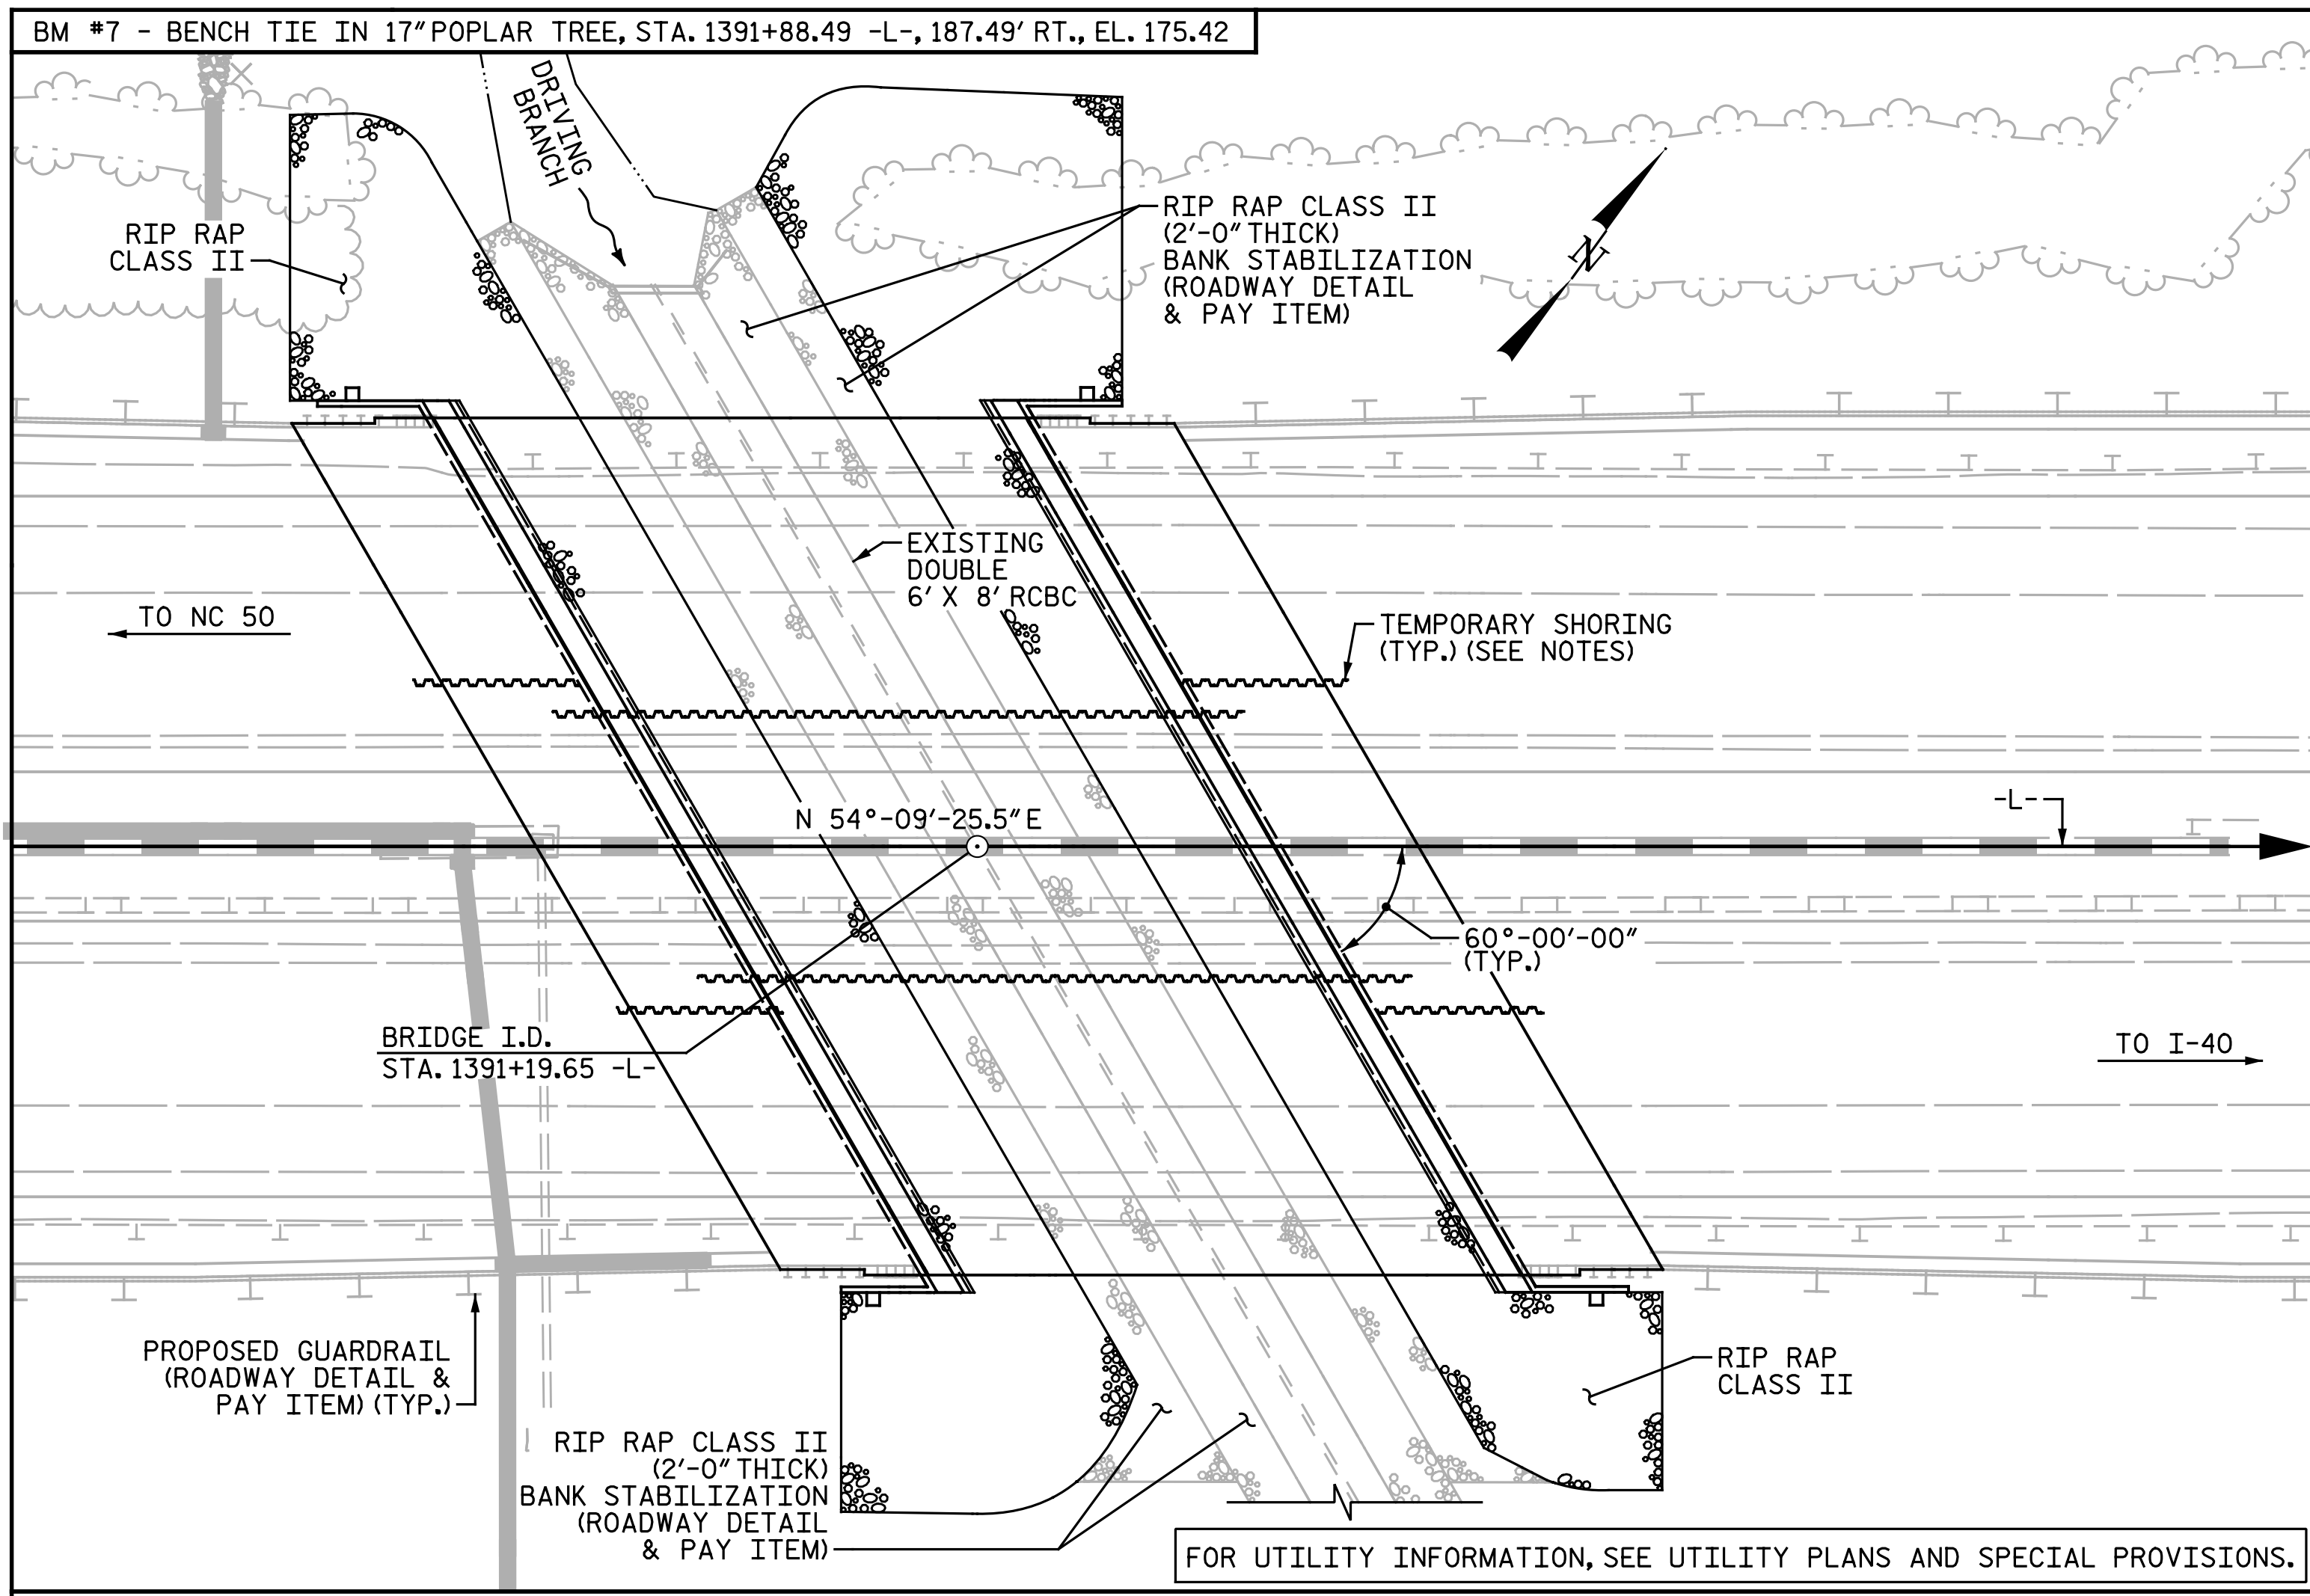 BM #7 - BENCH TIE IN 17" POPLAR TREE, STA. 1391+88.49 -L-, 187.49' RT., EL. 175.42
DRIVING
BRANCH
RIP RAP
CLASS II
RIP RAP CLASS II
(2'-0" THICK)
BANK STABILIZATION
(ROADWAY DETAIL
& PAY ITEM)
N
EXISTING
DOUBLE
6' X 8' RCBC
TO NC 50
TEMPORARY SHORING
(TYP.) (SEE NOTES)
N 54°-09'-25.5" E
-L-
60°-00'-00"
(TYP.)
BRIDGE I.D.
STA. 1391+19.65 -L-
TO I-40
PROPOSED GUARDRAIL
(ROADWAY DETAIL &
PAY ITEM) (TYP.)
RIP RAP
CLASS II
RIP RAP CLASS II
(2'-0" THICK)
BANK STABILIZATION
(ROADWAY DETAIL
& PAY ITEM)
FOR UTILITY INFORMATION, SEE UTILITY PLANS AND SPECIAL PROVISIONS.